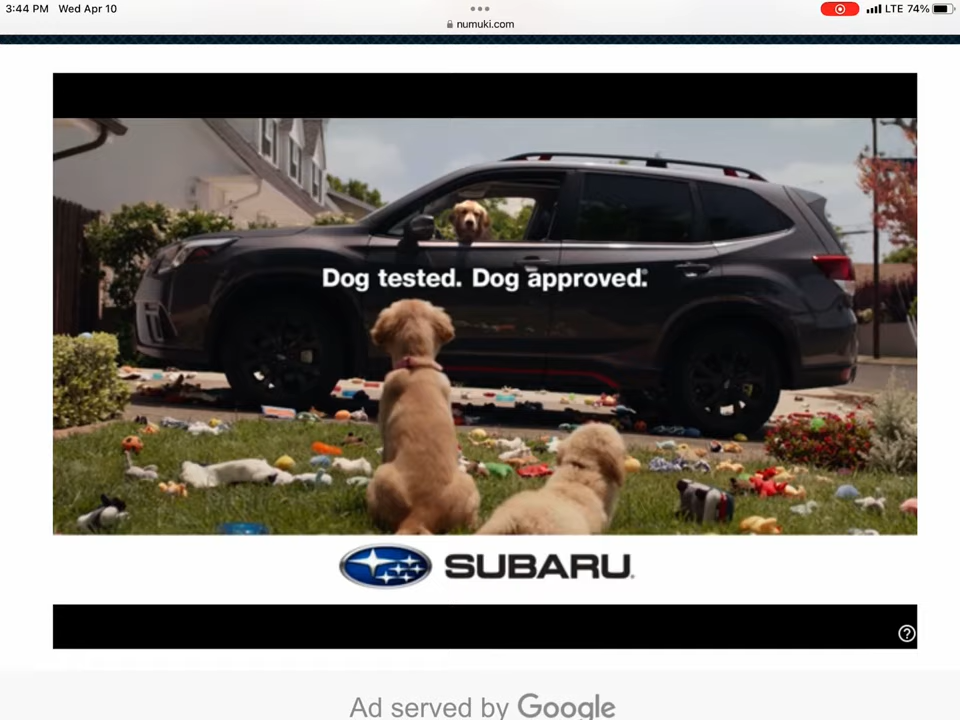 3:44 PM Wed Apr 10
LTE 74%
numuki.com
Dog tested. Dog approved.®
SUBARU®
Ad served by Google